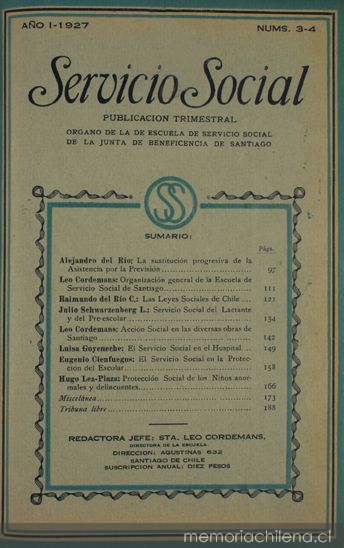 AÑO I-1927 NUMS. 3-4
Servicio Social
PUBLICACION TRIMESTRAL
ORGANO DE LA DE ESCUELA DE SERVICIO SOCIAL
DE LA JUNTA DE BENEFICENCIA DE SANTIAGO
SS
SUMARIO:
Págs.
Alejandro del Río; La sustitución progresiva de la
Asistencia por la Previsión 97
Leo Cordemans: Organización general de la Escuela de
Servicio Social de Santiago 111
Raimundo del Río C,: Las Leyes Sociales de Chile 121
Julio Schwarzenberg L.: Servicio Social del Lactante
y del Pre-escolar 134
Leo Cordemans; Acción Social en las diversas obras de
Santiago 142
Luisa Goyeneche: El Servicio Social en el Hospital 149
Eugenio Cienfuegos: El Servicio Social en la Protec-
ción del Escolar 158
Hugo Lea-Plaza: Protección Social de los Niños anor-
males y delincuentes 166
Miscelánea 173
Tribuna libre 188
REDACTORA JEFE: STA. LEO CORDEMANS,
DIRECTORA DE LA ESCUELA.
DIRECCION: AGUSTINAS 632
SANTIAGO DE CHILE
SUSCRIPCION ANUAL: DIEZ PESOS
memoriachilena.cl